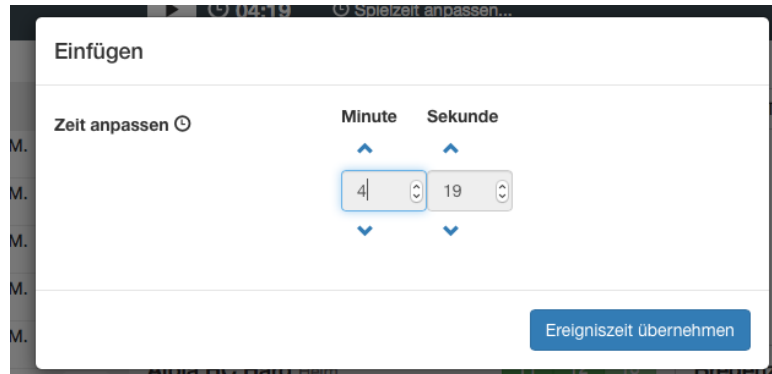 04:19 Spielzeit anpassen...
Einfügen
Minute Sekunde
Zeit anpassen
M.
4 19
M.
M.
M.
M.
Ereigniszeit übernehmen